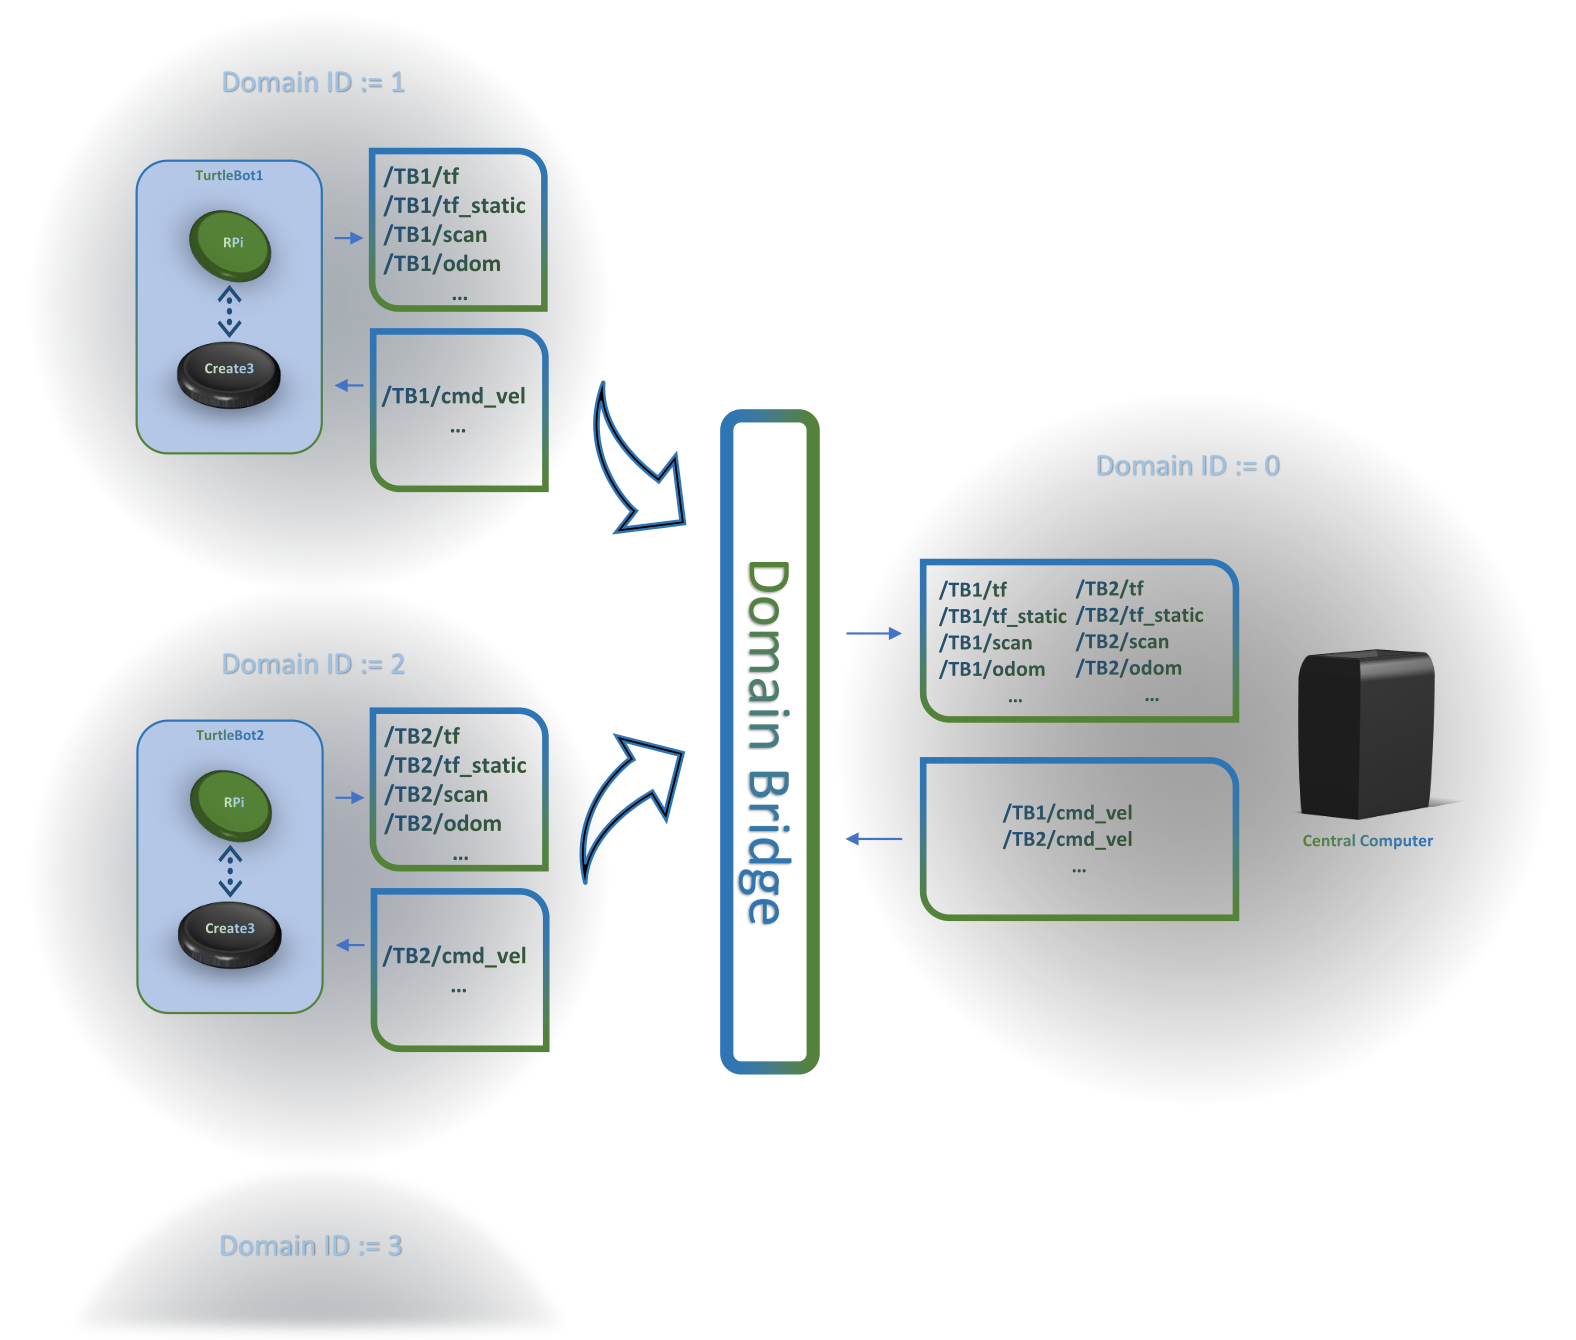 Domain ID := 1
TurtleBot1
RPi
Create3
/TB1/tf
/TB1/tf_static
/TB1/scan
/TB1/odom
...
/TB1/cmd_vel
...
Domain ID := 2
TurtleBot2
RPi
Create3
/TB2/tf
/TB2/tf_static
/TB2/scan
/TB2/odom
...
/TB2/cmd_vel
...
Domain ID := 3
Domain Bridge
Domain ID := 0
/TB1/tf
/TB1/tf_static
/TB1/scan
/TB1/odom
...
/TB2/tf
/TB2/tf_static
/TB2/scan
/TB2/odom
...
/TB1/cmd_vel
/TB2/cmd_vel
...
Central Computer